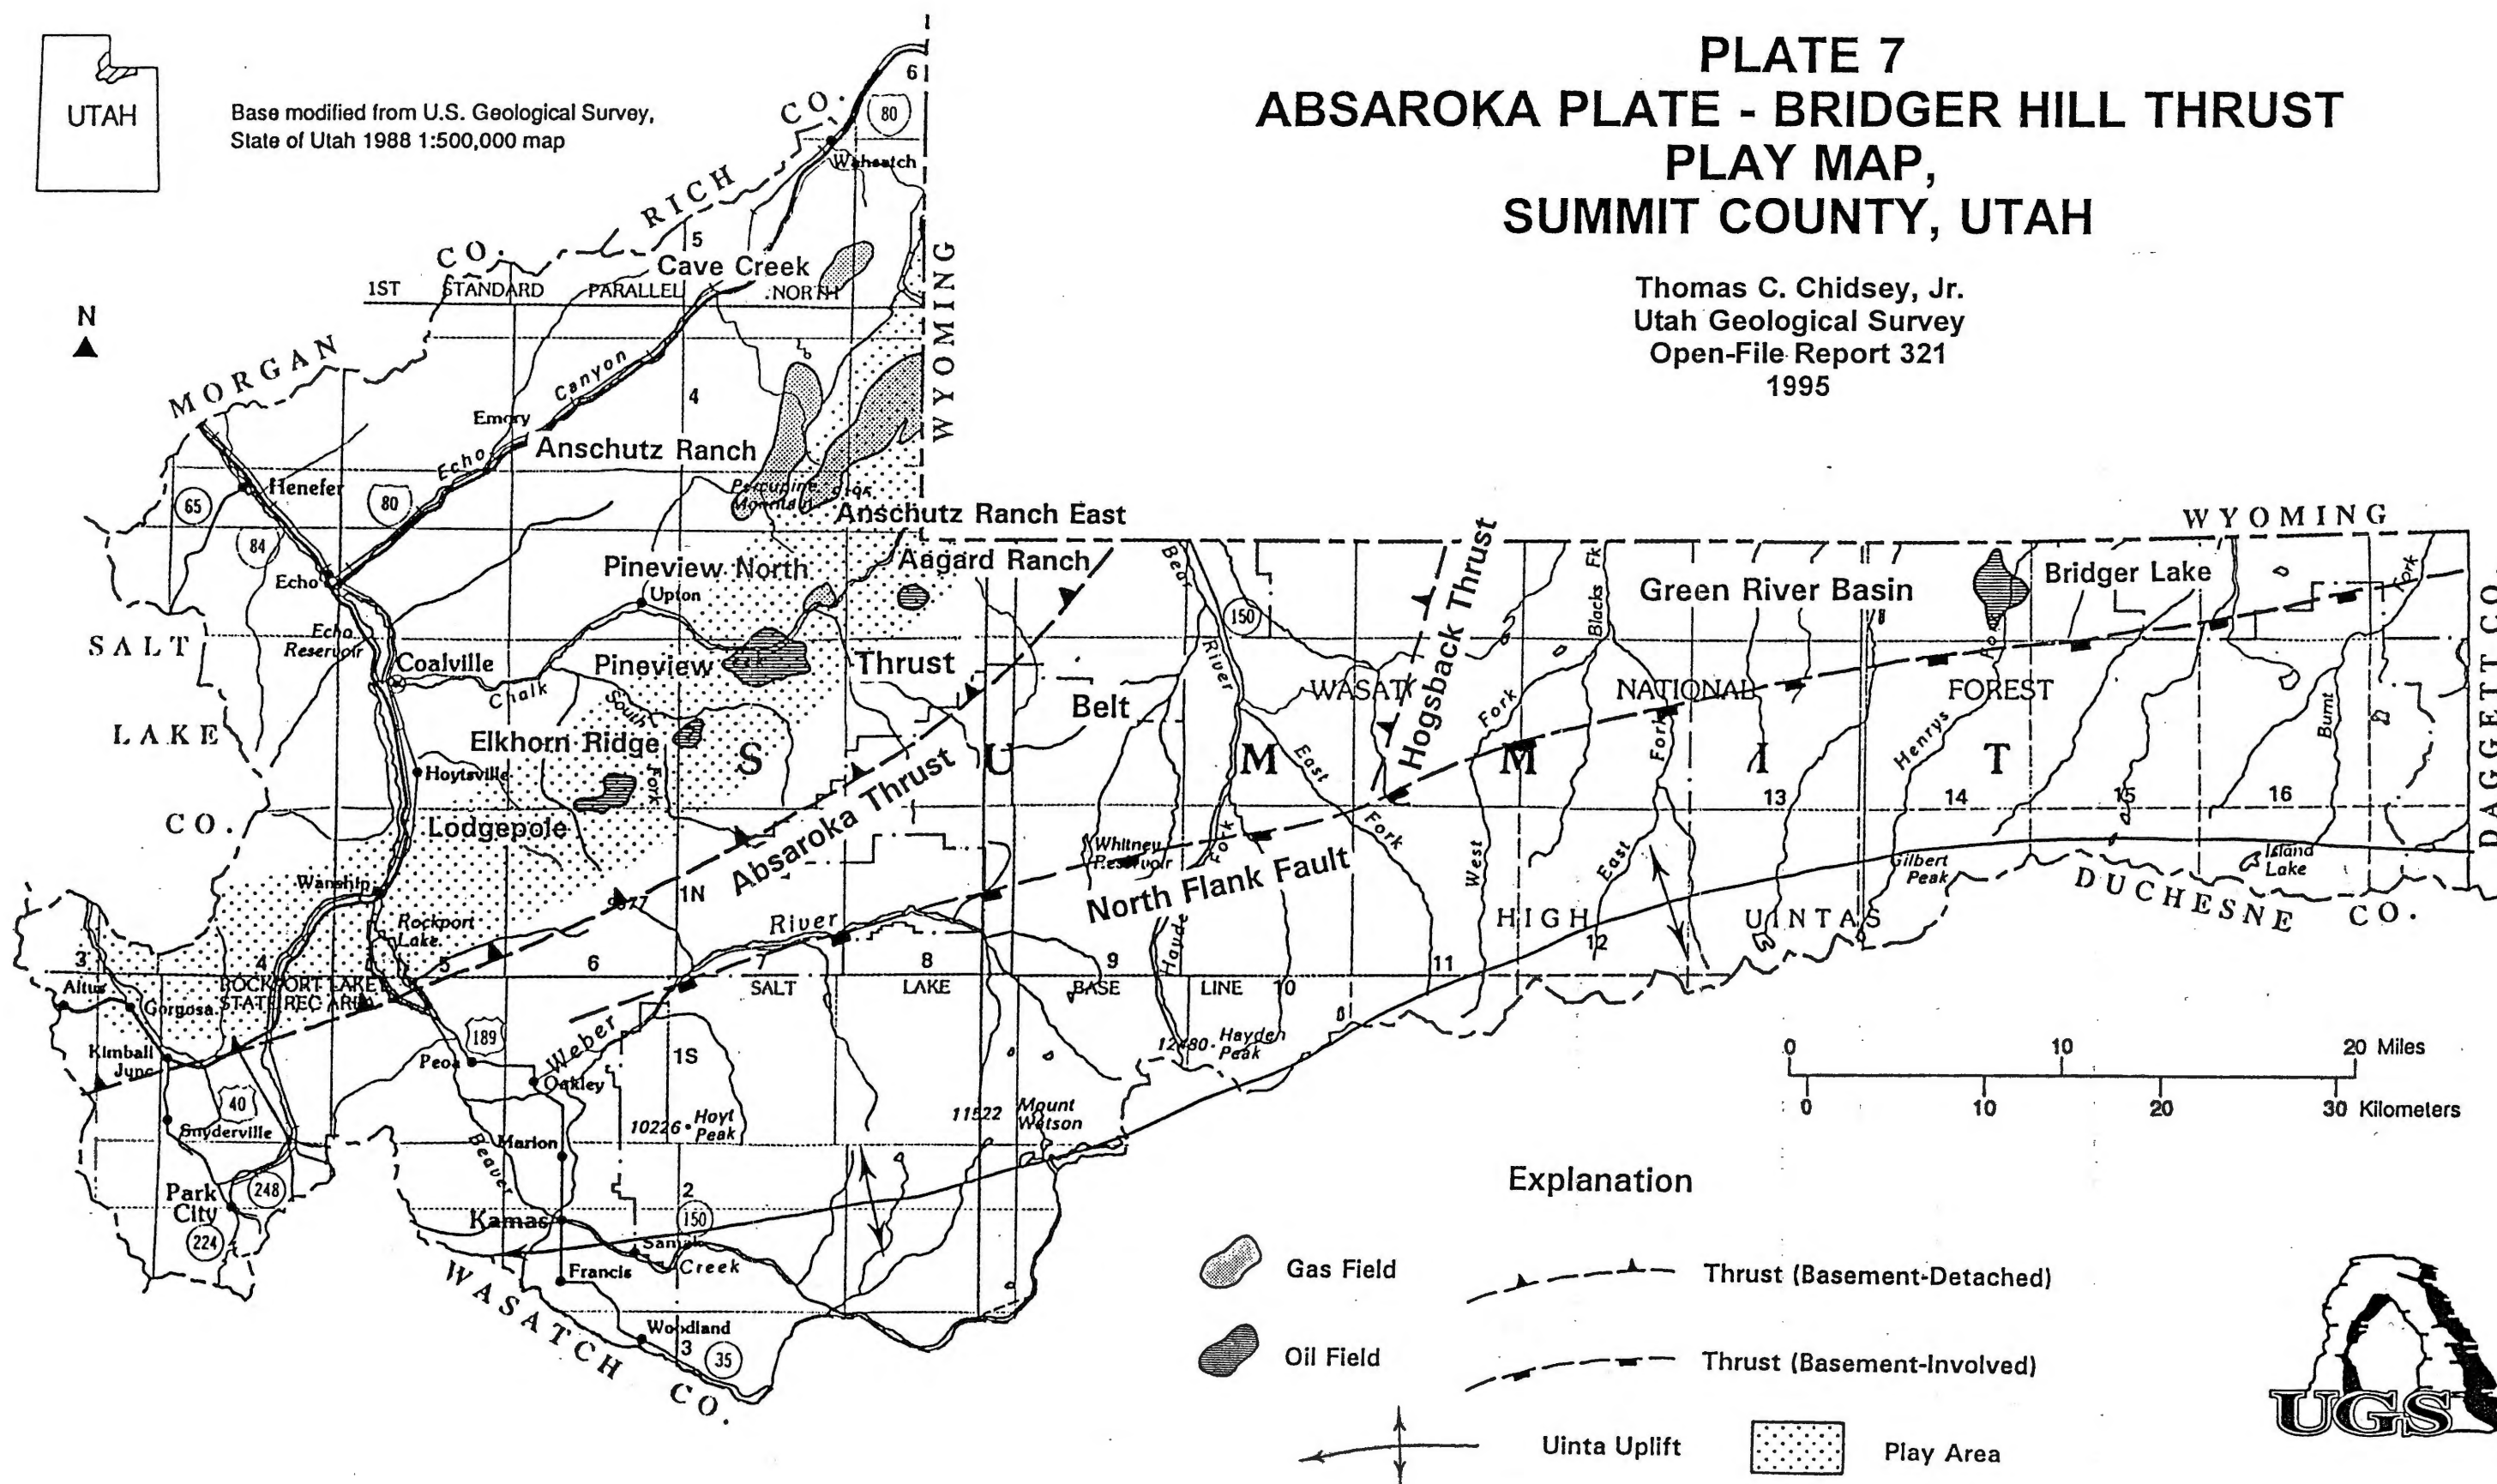 PLATE 7
ABSAROKA PLATE - BRIDGER HILL THRUST
PLAY MAP,
SUMMIT COUNTY, UTAH
Thomas C. Chidsey, Jr.
Utah Geological Survey
Open-File Report 321
1995
UTAH
Base modified from U.S. Geological Survey,
State of Utah 1988 1:500,000 map
N
6
80
CO.
Wahsatch
RICH
5
CO.
Cave Creek
1ST STANDARD PARALLEL NORTH
WYOMING
MORGAN
Canyon
4
Emory
Echo
Anschutz Ranch
Henefer
65
80
Porcupine
Mountain
Anschutz Ranch East
84
WYOMING
Echo
Pineview North
Aagard Ranch
Bear
Hogsback Thrust
Blacks Fk
Green River Basin
Bridger Lake
Fork
Upton
150
SALT
Echo
Reservoir
Coalville
Pineview
Thrust
River
Chalk
South
Fork
WASAT
NATIONAL
FOREST
Belt
LAKE
Elkhorn Ridge
S U M M I T
East
Fork
Fork
Fork
Henrys
Burnt
DAGGETT CO.
Hoytsville
Absaroka Thrust
13
14
15
16
CO.
Lodgepole
Whitney
Reservoir
Fork
West
East
Gilbert
Peak
Island
Lake
Wanship
1N
North Flank Fault
DUCHESNE CO.
Rockport
Lake
River
Hayden
HIGH UINTAS
12
3
4
5
6
7
8
9
10
11
Altus
ROCKPORT LAKE
STATE REC AREA
SALT LAKE BASE LINE
Gorgosa
Kimball
Junc
189
Weber
Peoa
Oakley
1S
Hayden
Peak
40
Snyderville
10226
Hoyt
Peak
11522
Mount
Watson
Marion
Beaver
Park
City
248
224
2
150
Kamas
Samak
Creek
Francis
WASATCH CO.
Woodland
3
35
0 10 20 Miles
0 10 20 30 Kilometers
Explanation
Gas Field
Thrust (Basement-Detached)
Oil Field
Thrust (Basement-Involved)
Uinta Uplift
Play Area
UGS